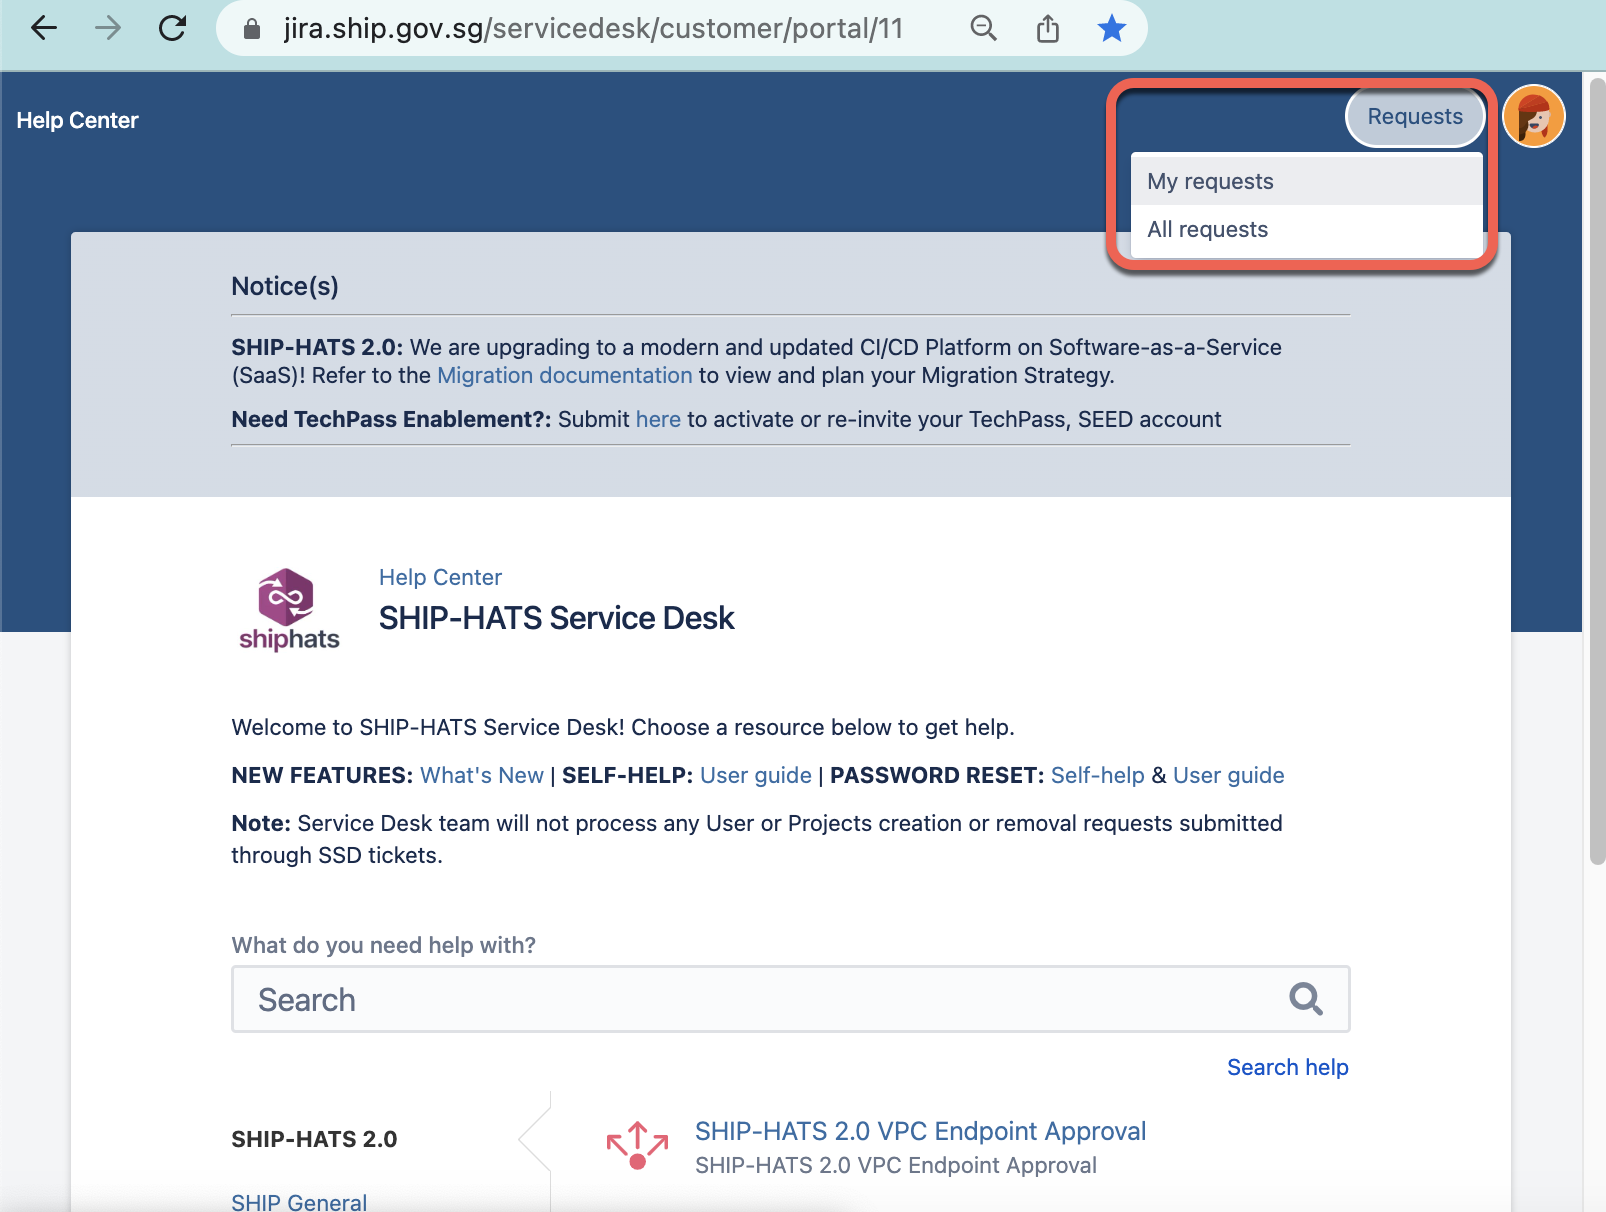 jira.ship.gov.sg/servicedesk/customer/portal/11
Help Center
Requests
My requests
All requests
Notice(s)
SHIP-HATS 2.0: We are upgrading to a modern and updated CI/CD Platform on Software-as-a-Service
(SaaS)! Refer to the Migration documentation to view and plan your Migration Strategy.
Need TechPass Enablement?: Submit here to activate or re-invite your TechPass, SEED account
shiphats
Help Center
SHIP-HATS Service Desk
Welcome to SHIP-HATS Service Desk! Choose a resource below to get help.
NEW FEATURES: What's New | SELF-HELP: User guide | PASSWORD RESET: Self-help & User guide
Note: Service Desk team will not process any User or Projects creation or removal requests submitted
through SSD tickets.
What do you need help with?
Search
Search help
SHIP-HATS 2.0
SHIP General
SHIP-HATS 2.0 VPC Endpoint Approval
SHIP-HATS 2.0 VPC Endpoint Approval